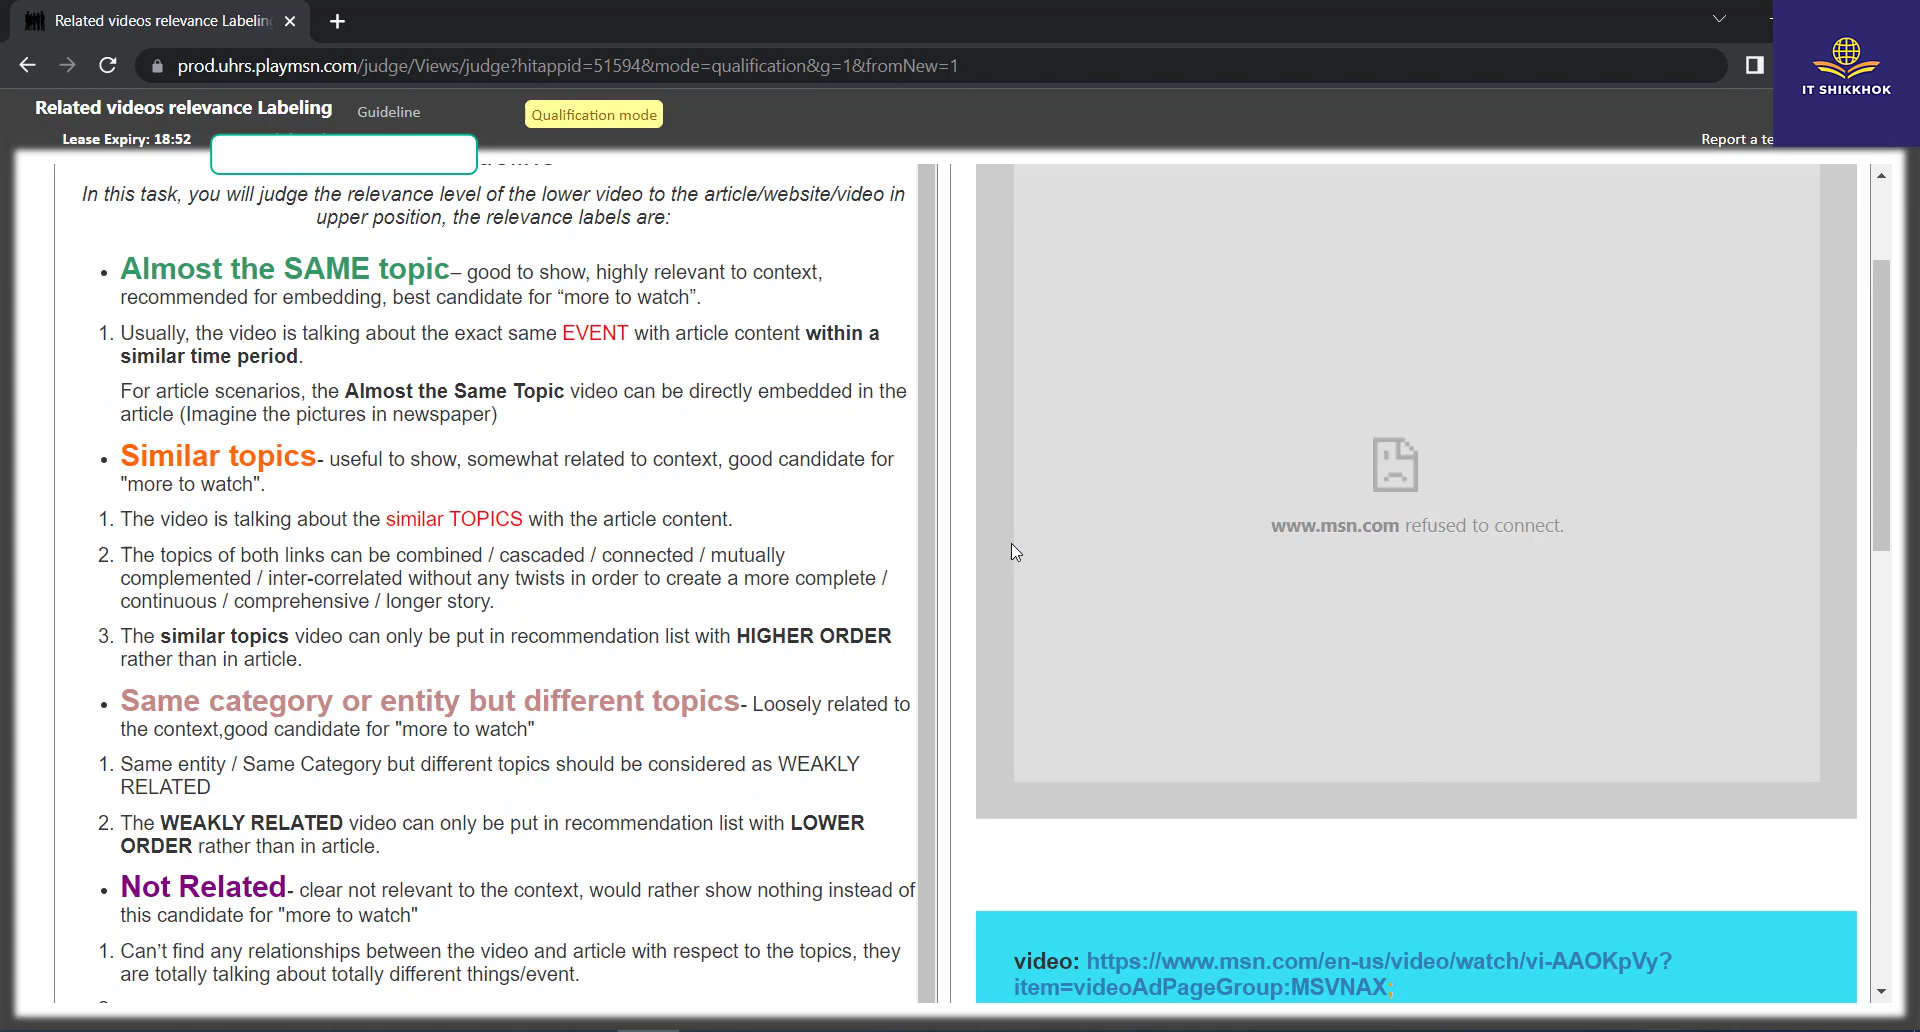 Related videos relevance Labelin
prod.uhrs.playmsn.com/judge/Views/judge?hitappid=51594&mode=qualification&g=1&fromNew=1
IT SHIKKHOK
Related videos relevance Labeling
Guideline
Qualification mode
Lease Expiry: 18:52
Report a te
In this task, you will judge the relevance level of the lower video to the article/website/video in
upper position, the relevance labels are:
• Almost the SAME topic– good to show, highly relevant to context,
recommended for embedding, best candidate for “more to watch”.
1. Usually, the video is talking about the exact same EVENT with article content within a
similar time period.
For article scenarios, the Almost the Same Topic video can be directly embedded in the
article (Imagine the pictures in newspaper)
• Similar topics- useful to show, somewhat related to context, good candidate for
"more to watch".
1. The video is talking about the similar TOPICS with the article content.
2. The topics of both links can be combined / cascaded / connected / mutually
complemented / inter-correlated without any twists in order to create a more complete /
continuous / comprehensive / longer story.
3. The similar topics video can only be put in recommendation list with HIGHER ORDER
rather than in article.
• Same category or entity but different topics- Loosely related to
the context,good candidate for "more to watch"
1. Same entity / Same Category but different topics should be considered as WEAKLY
RELATED
2. The WEAKLY RELATED video can only be put in recommendation list with LOWER
ORDER rather than in article.
• Not Related- clear not relevant to the context, would rather show nothing instead of
this candidate for "more to watch"
1. Can’t find any relationships between the video and article with respect to the topics, they
are totally talking about totally different things/event.
www.msn.com refused to connect.
video: https://www.msn.com/en-us/video/watch/vi-AAOKpVy?
item=videoAdPageGroup:MSVNAX;